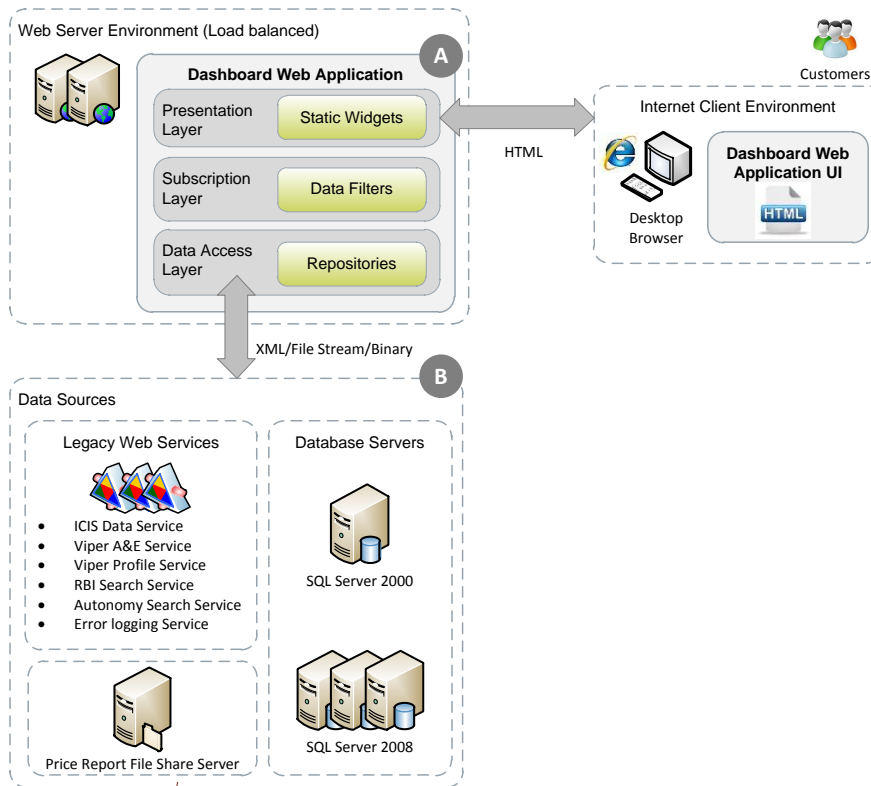 Web Server Environment (Load balanced)
A
Dashboard Web Application
Presentation
Layer
Static Widgets
Subscription
Layer
Data Filters
Data Access
Layer
Repositories
HTML
Customers
Internet Client Environment
Desktop
Browser
Dashboard Web
Application UI
HTML
XML/File Stream/Binary
B
Data Sources
Legacy Web Services
• ICIS Data Service
• Viper A&E Service
• Viper Profile Service
• RBI Search Service
• Autonomy Search Service
• Error logging Service
Price Report File Share Server
Database Servers
SQL Server 2000
SQL Server 2008